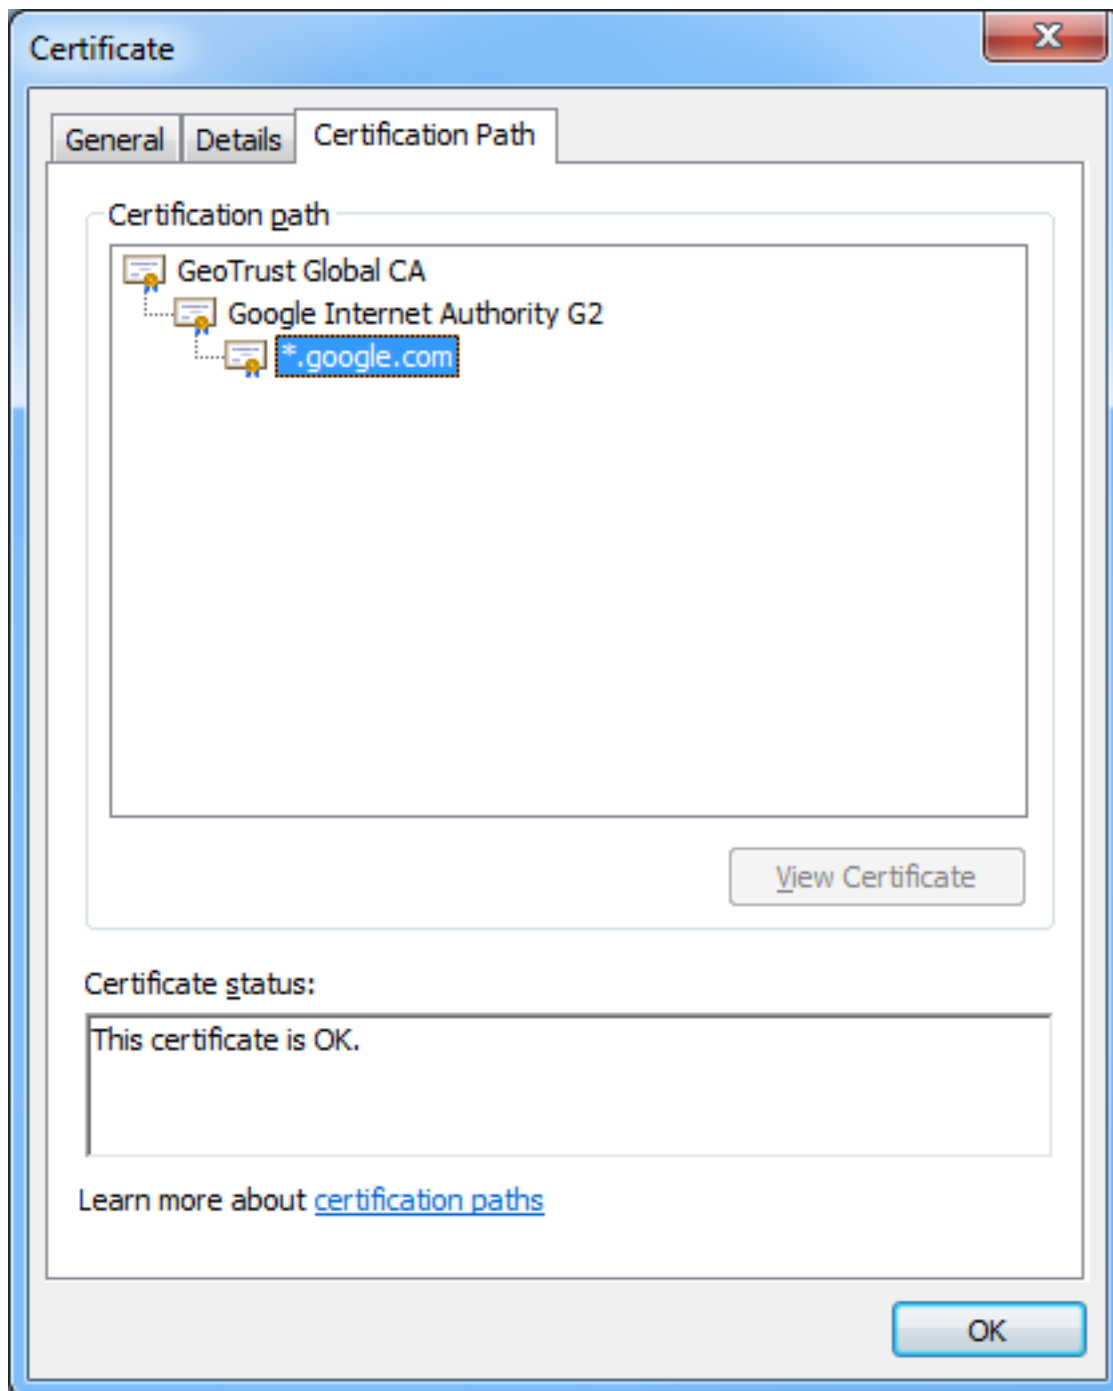 Certificate
General Details Certification Path
Certification path
GeoTrust Global CA
Google Internet Authority G2
*.google.com
View Certificate
Certificate status:
This certificate is OK.
Learn more about certification paths
OK